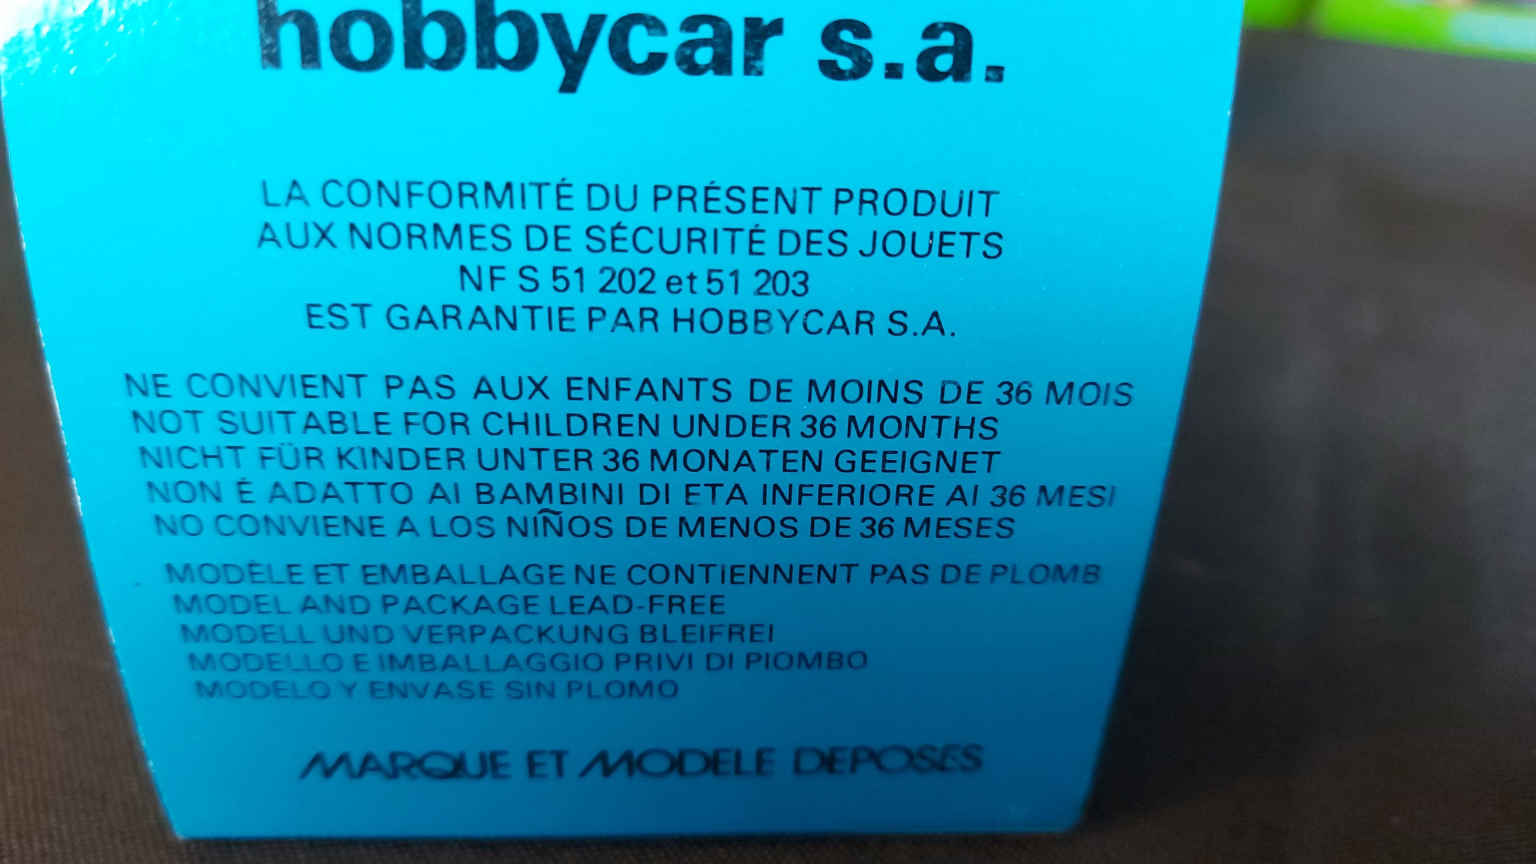 hobbycar s.a.
LA CONFORMITÉ DU PRÉSENT PRODUIT
AUX NORMES DE SÉCURITÉ DES JOUETS
NF S 51 202 et 51 203
EST GARANTIE PAR HOBBYCAR S.A.
NE CONVIENT PAS AUX ENFANTS DE MOINS DE 36 MOIS
NOT SUITABLE FOR CHILDREN UNDER 36 MONTHS
NICHT FÜR KINDER UNTER 36 MONATEN GEEIGNET
NON È ADATTO AI BAMBINI DI ETA INFERIORE AI 36 MESI
NO CONVIENE A LOS NIÑOS DE MENOS DE 36 MESES
MODÈLE ET EMBALLAGE NE CONTIENNENT PAS DE PLOMB
MODEL AND PACKAGE LEAD-FREE
MODELL UND VERPACKUNG BLEIFREI
MODELLO E IMBALLAGGIO PRIVI DI PIOMBO
MODELO Y ENVASE SIN PLOMO
MARQUE ET MODELE DEPOSES